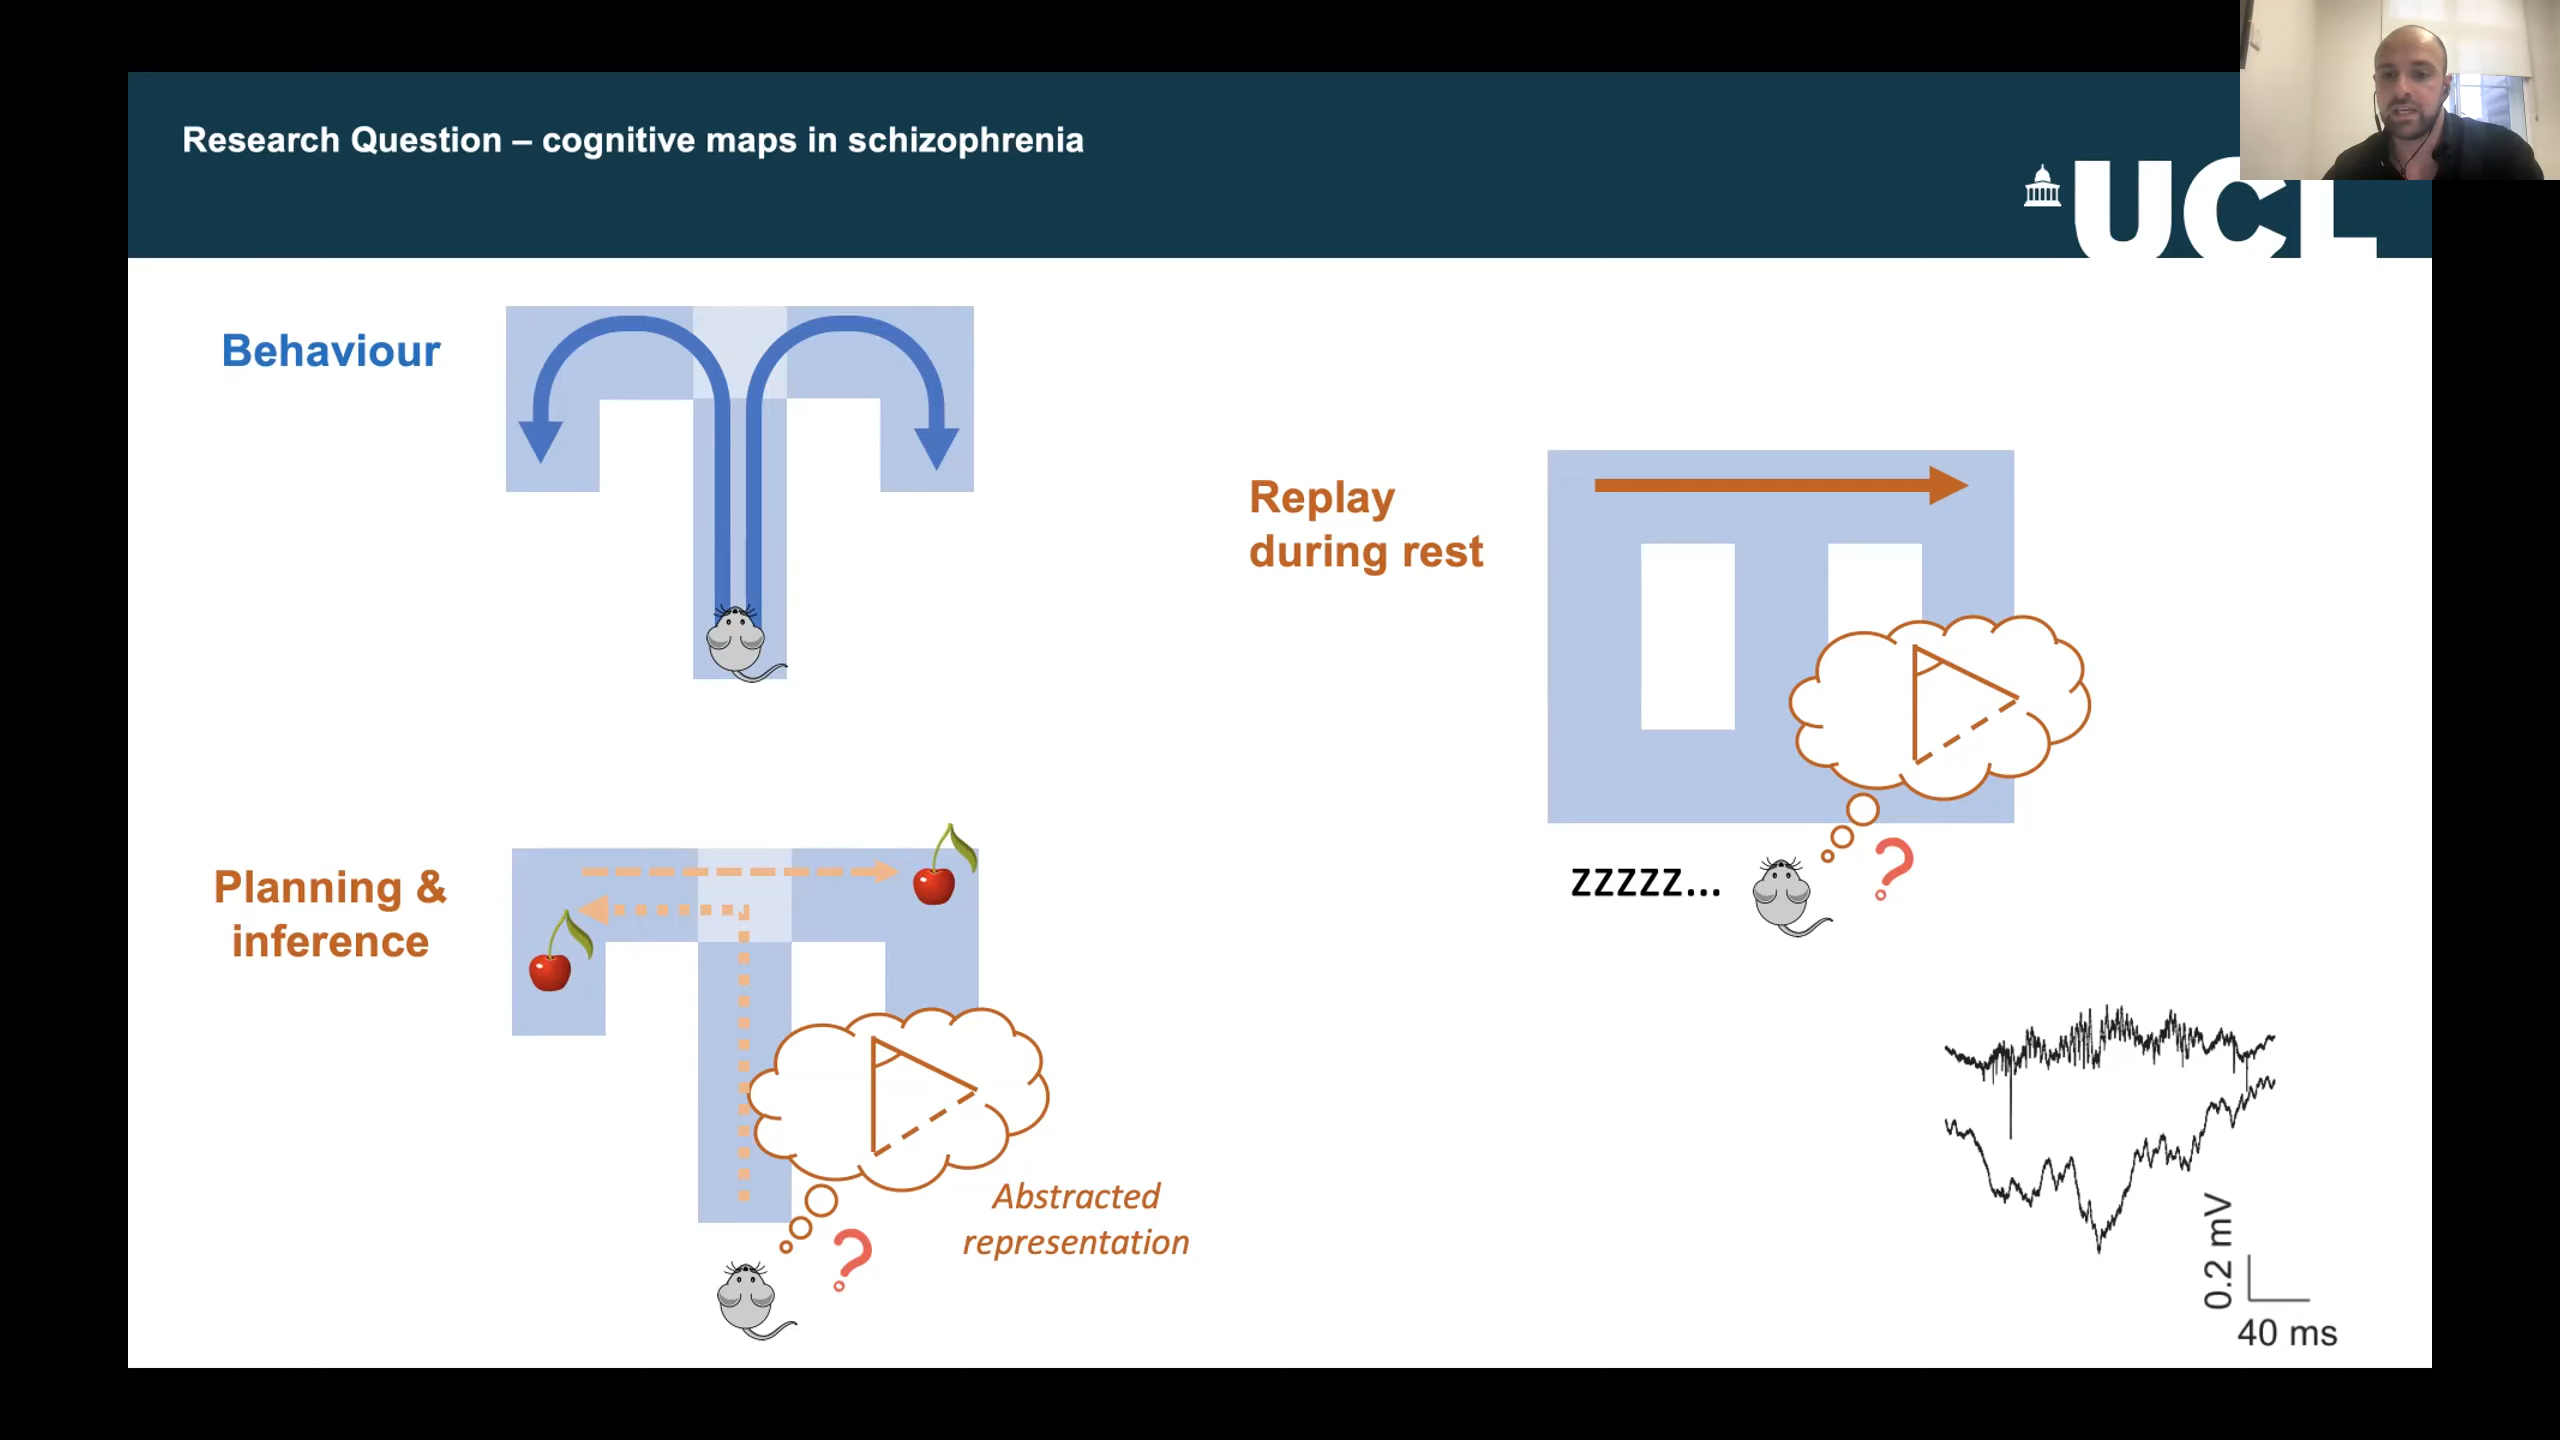 Research Question – cognitive maps in schizophrenia
UCL
Behaviour
Replay
during rest
Planning &
inference
zzzzz...
?
Abstracted
representation
?
0.2 mV
40 ms